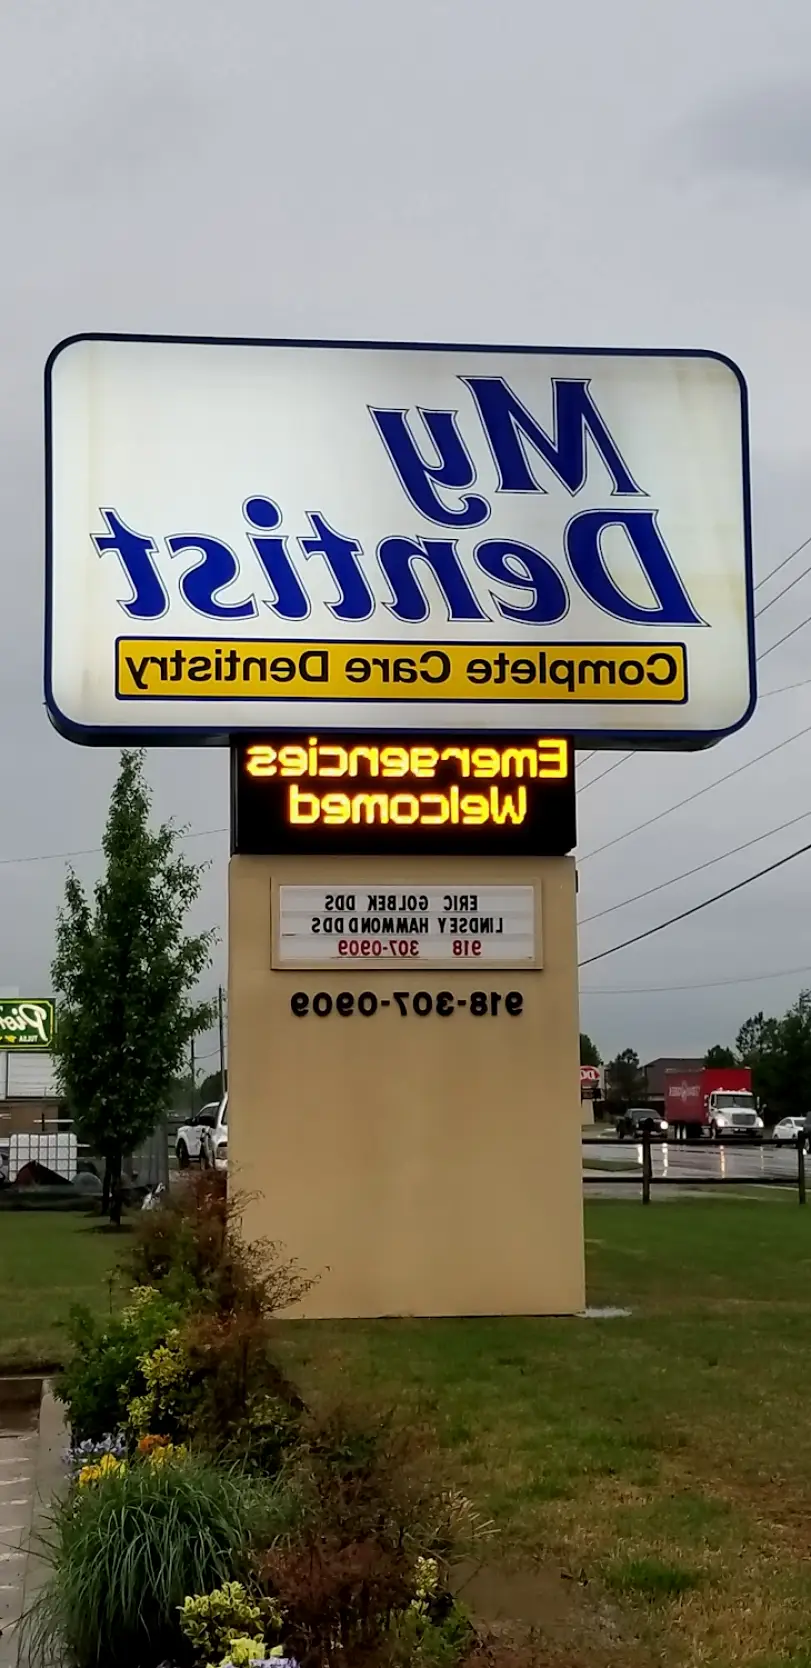 My
Dentist
Complete Care Dentistry
Emergencies
Welcomed
ERIC GOLBEK DDS
LINDSEY HAMMOND DDS
918 307-0909
918-307-0909
TULSA